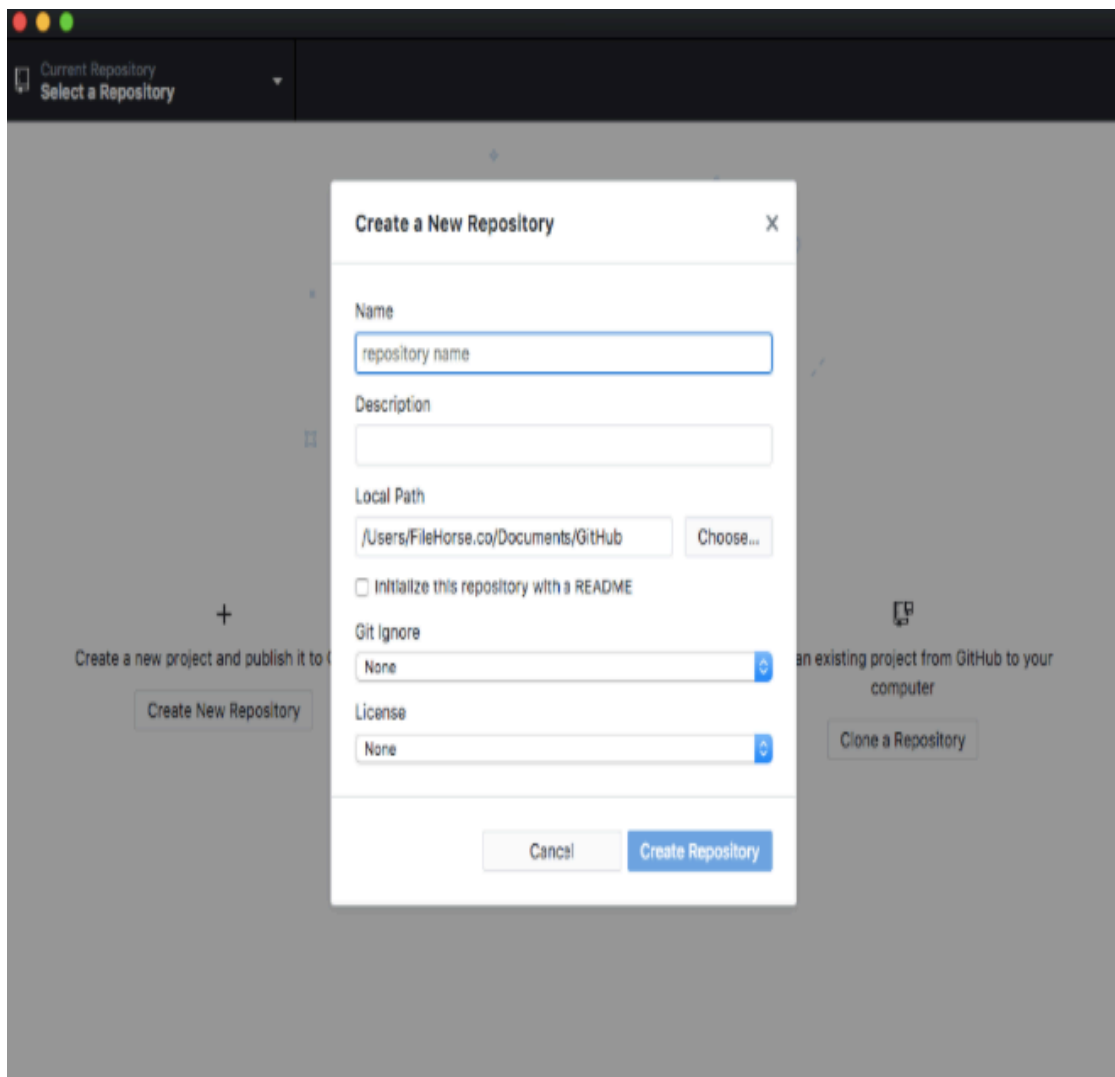 Current Repository
Select a Repository
Create a New Repository
Name
repository name
Description
Local Path
/Users/FileHorse.co/Documents/GitHub
Choose...
Initialize this repository with a README
Git Ignore
None
License
None
Cancel
Create Repository
Create a new project and publish it to
Create New Repository
an existing project from GitHub to your
computer
Clone a Repository